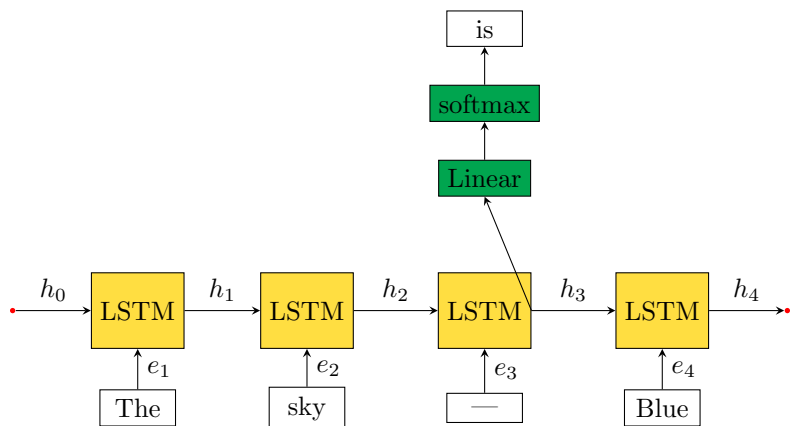 is
softmax
Linear
h₀ h₁ h₂ h₃ h₄
LSTM LSTM LSTM LSTM
e₁ e₂ e₃ e₄
The sky — Blue